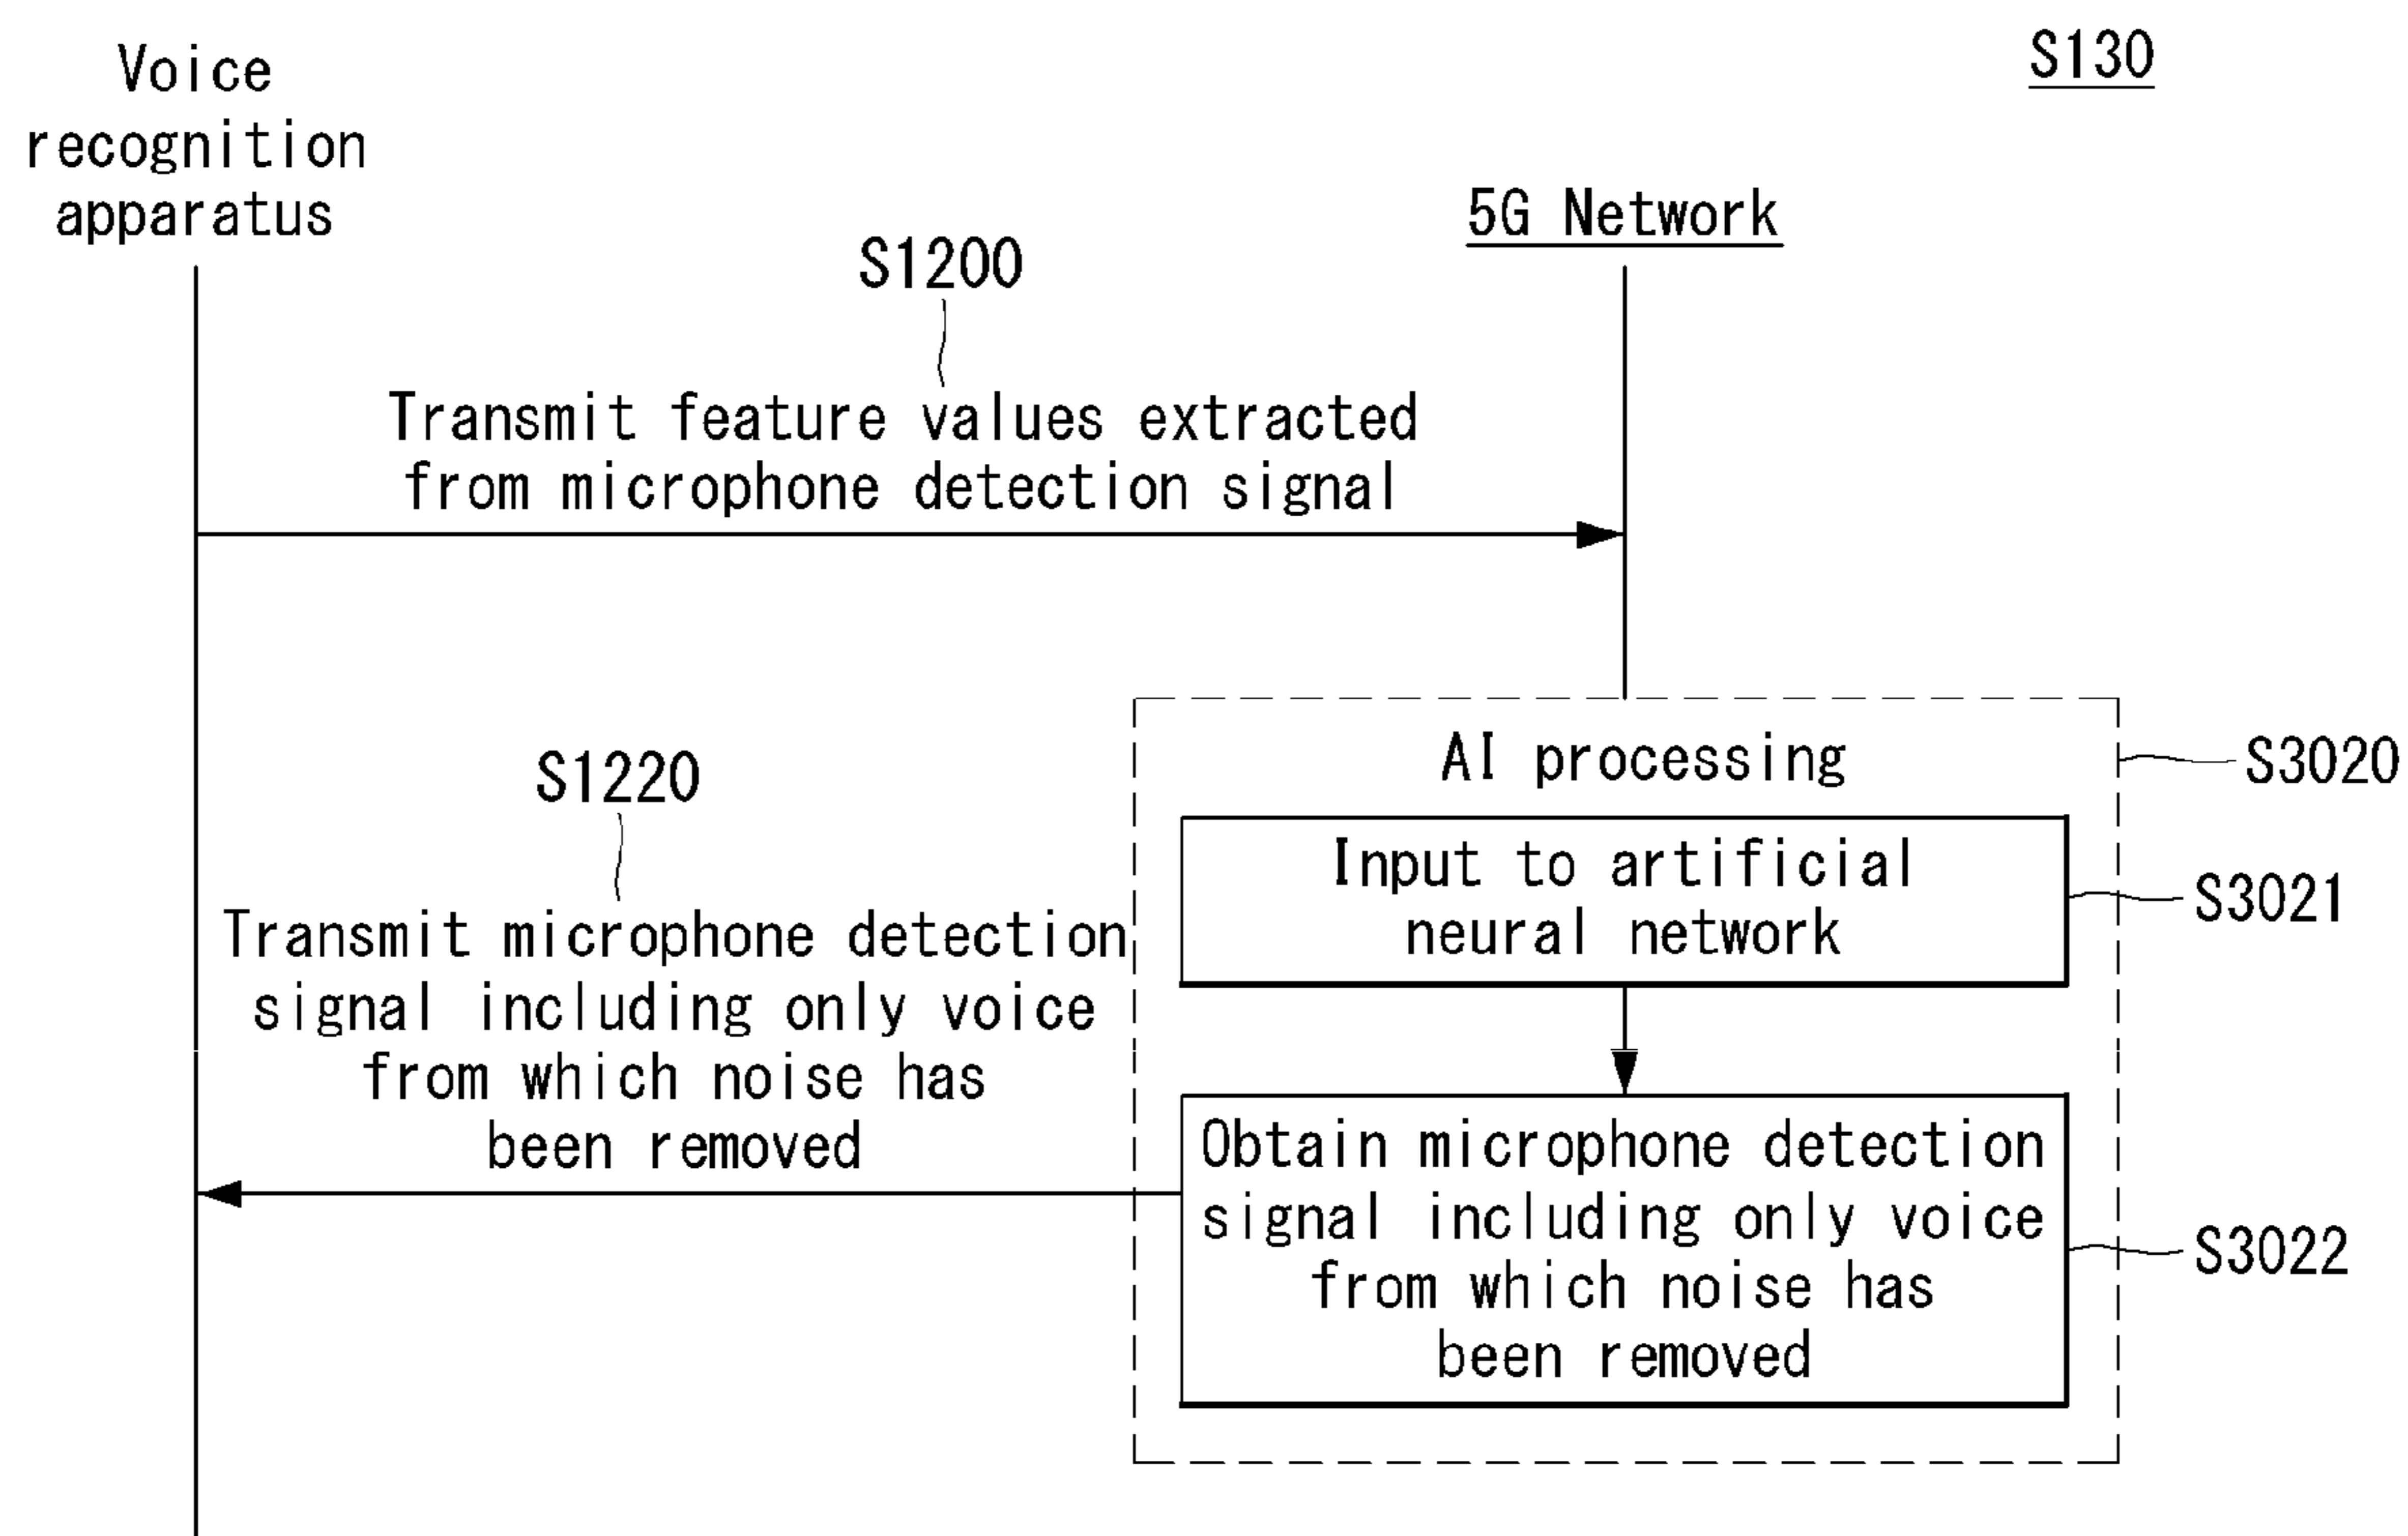 S130
Voice
recognition
apparatus
5G Network
S1200
Transmit feature values extracted
from microphone detection signal
AI processing
S3020
S1220
Input to artificial
neural network
S3021
Transmit microphone detection
signal including only voice
from which noise has
been removed
Obtain microphone detection
signal including only voice
from which noise has
been removed
S3022